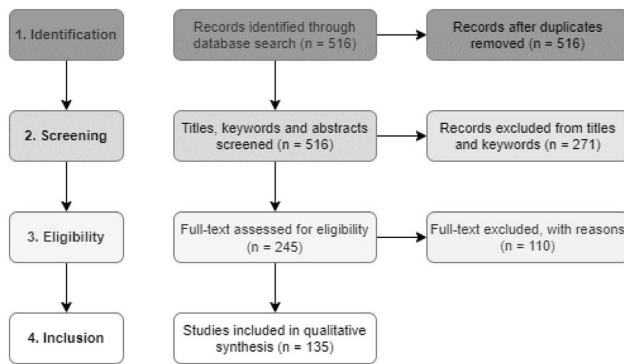 1. Identification
Records identified through
database search (n = 516)
Records after duplicates
removed (n = 516)
2. Screening
Titles, keywords and abstracts
screened (n = 516)
Records excluded from titles
and keywords (n = 271)
3. Eligibility
Full-text assessed for eligibility
(n = 245)
Full-text excluded, with reasons
(n = 110)
4. Inclusion
Studies included in qualitative
synthesis (n = 135)